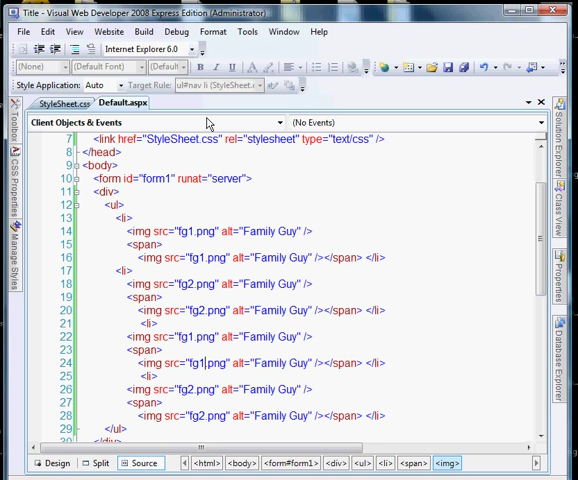 Title - Visual Web Developer 2008 Express Edition (Administrator)
File Edit View Website Build Debug Format Tools Window Help
Internet Explorer 6.0
(None) (Default Font) (Default B I U A
Style Application: Auto Target Rule: ul#nav li (StyleSheet.c
StyleSheet.css Default.aspx
Client Objects & Events (No Events)
7 <link href="StyleSheet.css" rel="stylesheet" type="text/css" />
8 </head>
9 <body>
10 <form id="form1" runat="server">
11 <div>
12 <ul>
13 <li>
14 <img src="fg1.png" alt="Family Guy" />
15 <span>
16 <img src="fg1.png" alt="Family Guy" /></span> </li>
17 <li>
18 <img src="fg2.png" alt="Family Guy" />
19 <span>
20 <img src="fg2.png" alt="Family Guy" /></span> </li>
21 <li>
22 <img src="fg1.png" alt="Family Guy" />
23 <span>
24 <img src="fg1.png" alt="Family Guy" /></span> </li>
25 <li>
26 <img src="fg2.png" alt="Family Guy" />
27 <span>
28 <img src="fg2.png" alt="Family Guy" /></span> </li>
29 </ul>
Design Split Source <html> <body> <form#form1> <div> <ul> <li> <span> <img>
Toolbox
CSS Properties
Manage Styles
Solution Explorer
Class View
Properties
Database Explorer